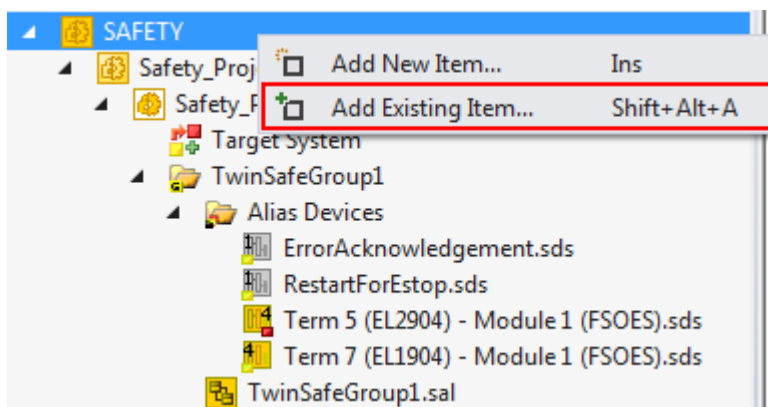 SAFETY
Safety_Proj
Add New Item... Ins
Safety_F
Add Existing Item... Shift+Alt+A
Target System
TwinSafeGroup1
Alias Devices
ErrorAcknowledgement.sds
RestartForEstop.sds
Term 5 (EL2904) - Module 1 (FSOES).sds
Term 7 (EL1904) - Module 1 (FSOES).sds
TwinSafeGroup1.sal